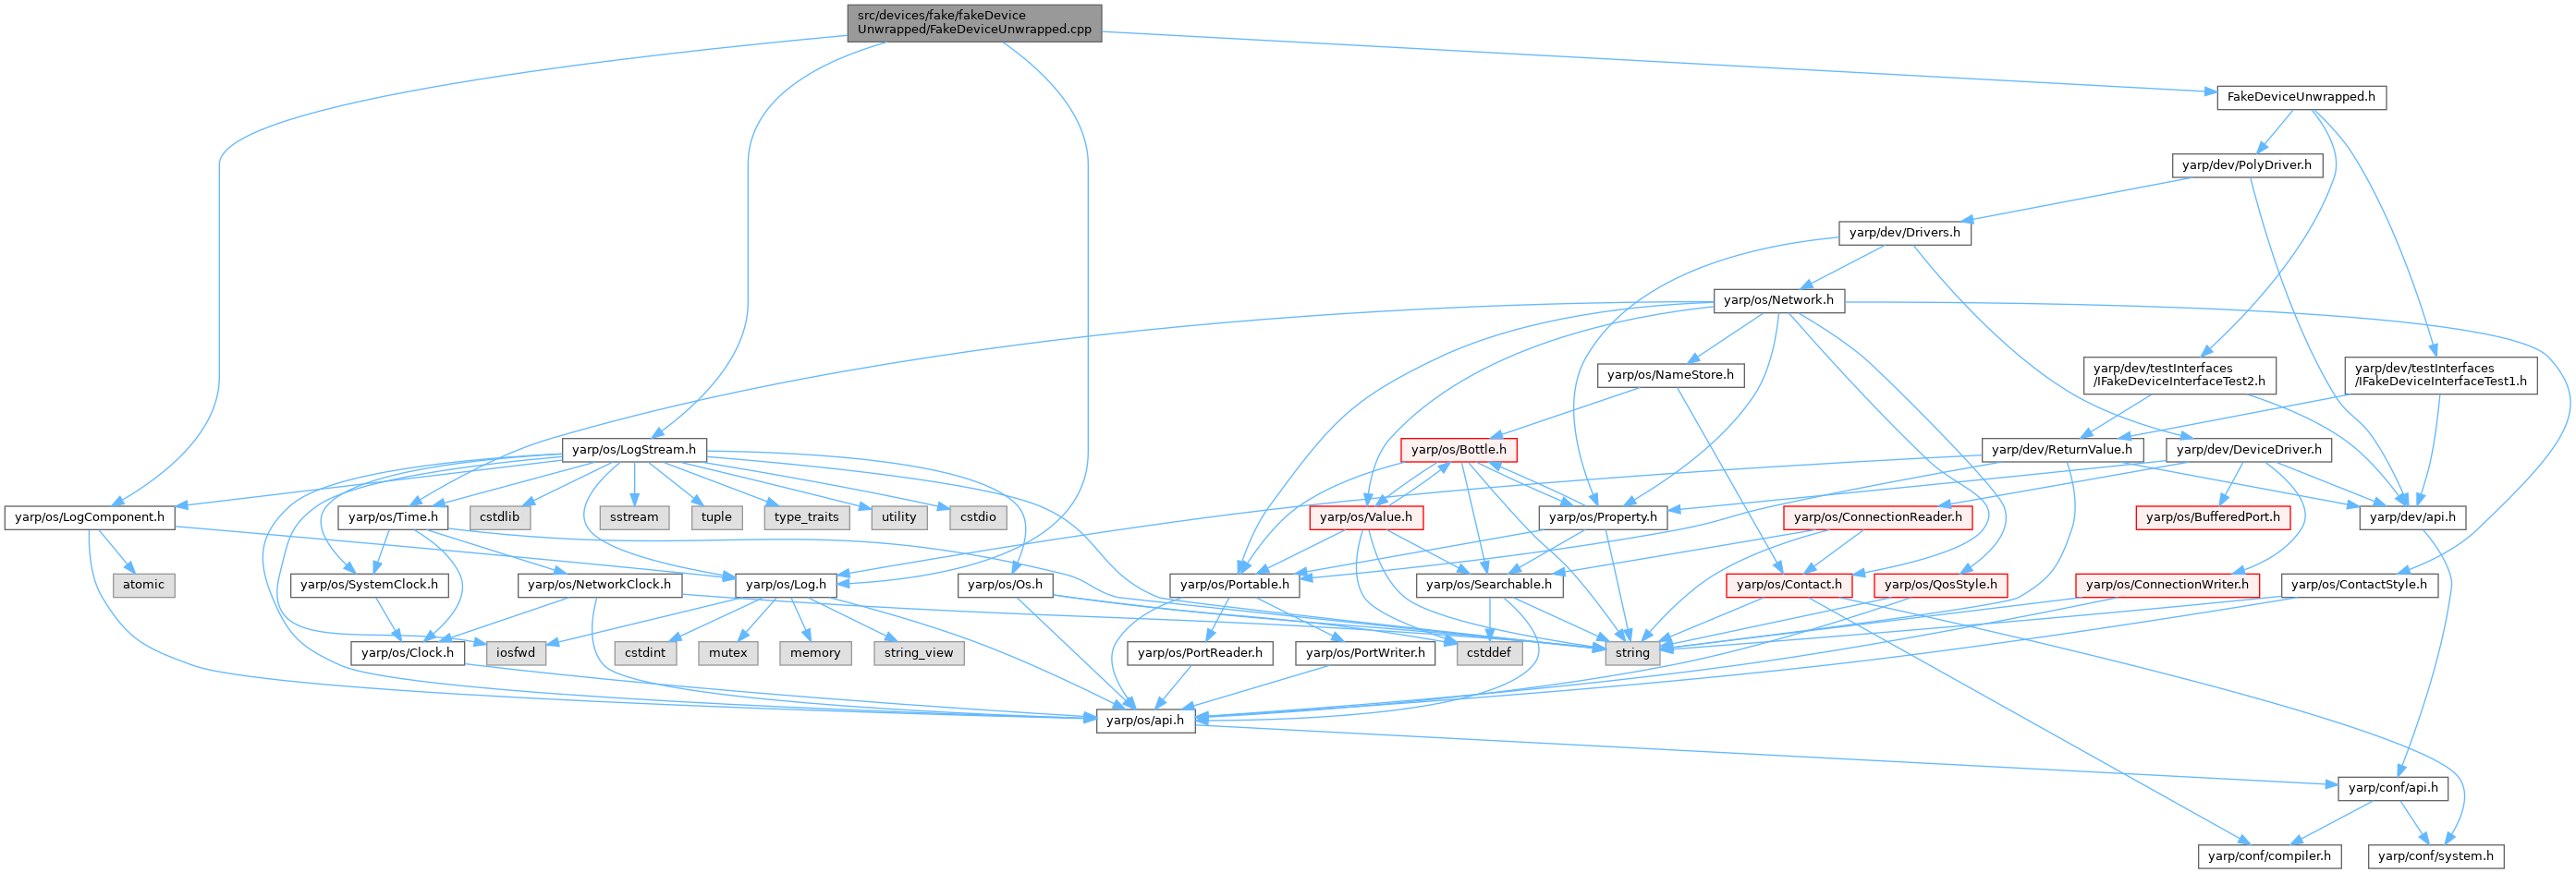 src/devices/fake/fakeDevice
Unwrapped/FakeDeviceUnwrapped.cpp
FakeDeviceUnwrapped.h
yarp/dev/PolyDriver.h
yarp/dev/Drivers.h
yarp/os/Network.h
yarp/os/NameStore.h
yarp/dev/testInterfaces
/IFakeDeviceInterfaceTest2.h
yarp/dev/testInterfaces
/IFakeDeviceInterfaceTest1.h
yarp/os/LogStream.h
yarp/os/Bottle.h
yarp/dev/ReturnValue.h
yarp/dev/DeviceDriver.h
yarp/os/LogComponent.h
yarp/os/Time.h
cstdlib
sstream
tuple
type_traits
utility
cstdio
yarp/os/Value.h
yarp/os/Property.h
yarp/os/ConnectionReader.h
yarp/os/BufferedPort.h
yarp/dev/api.h
atomic
yarp/os/SystemClock.h
yarp/os/NetworkClock.h
yarp/os/Log.h
yarp/os/Os.h
yarp/os/Portable.h
yarp/os/Searchable.h
yarp/os/Contact.h
yarp/os/QosStyle.h
yarp/os/ConnectionWriter.h
yarp/os/ContactStyle.h
yarp/os/Clock.h
iosfwd
cstdint
mutex
memory
string_view
yarp/os/PortReader.h
yarp/os/PortWriter.h
cstddef
string
yarp/os/api.h
yarp/conf/api.h
yarp/conf/compiler.h
yarp/conf/system.h